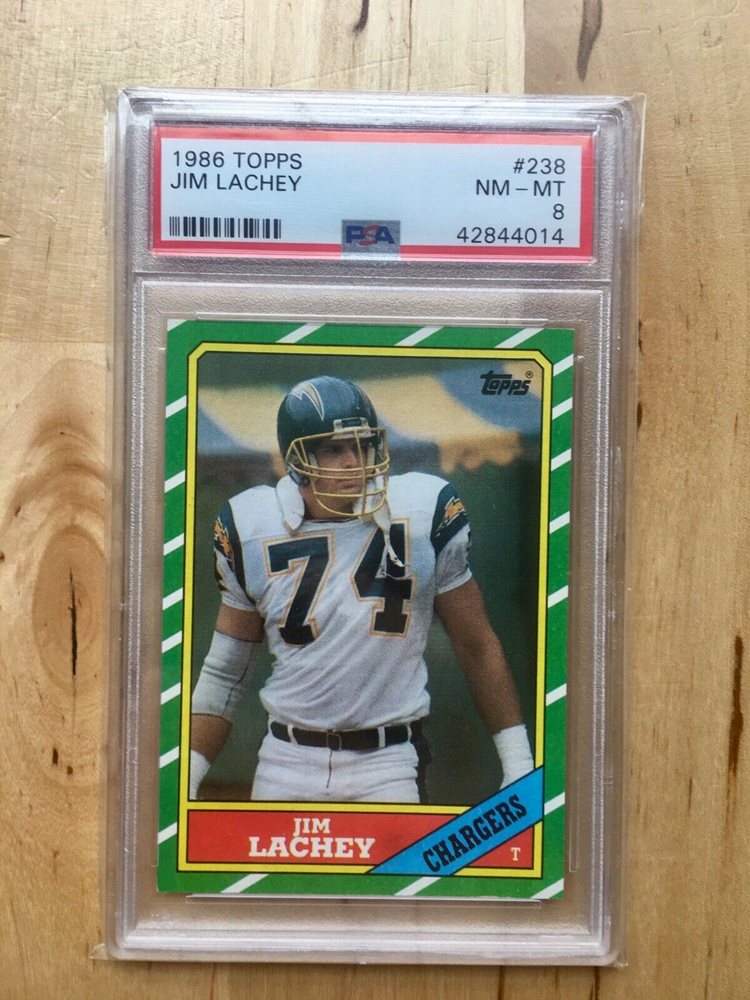 1986 TOPPS
#238
JIM LACHEY
NM-MT
8
PSA
42844014
topps®
74
JIM
LACHEY
CHARGERS
T